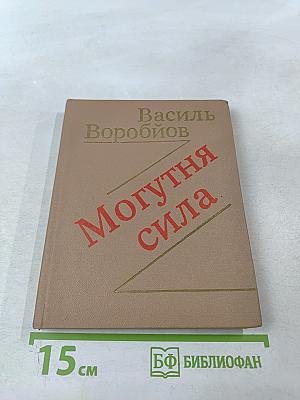 Василь
Воробйов
Могутня
сила
15 см
БФ БИБЛИОФАН